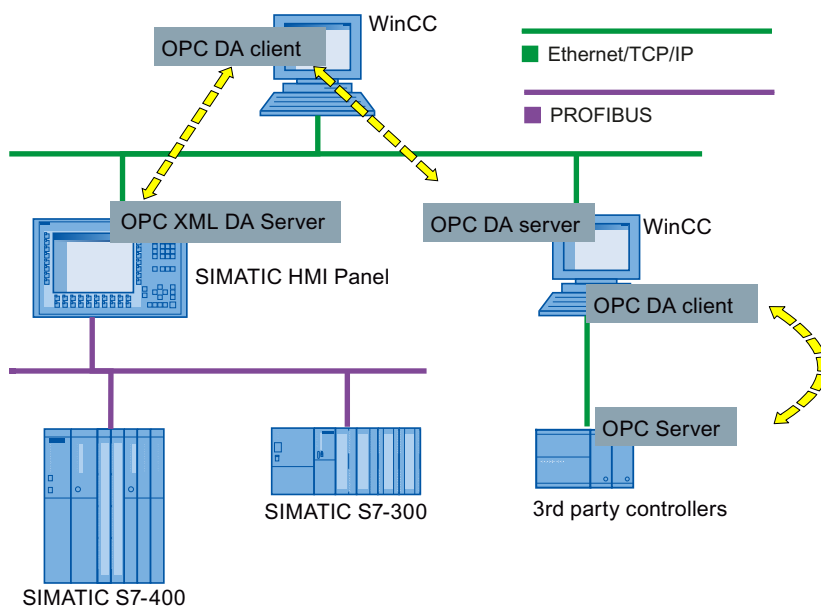 WinCC
OPC DA client
Ethernet/TCP/IP
PROFIBUS
OPC XML DA Server
OPC DA server
WinCC
SIMATIC HMI Panel
OPC DA client
OPC Server
SIMATIC S7-300
3rd party controllers
SIMATIC S7-400